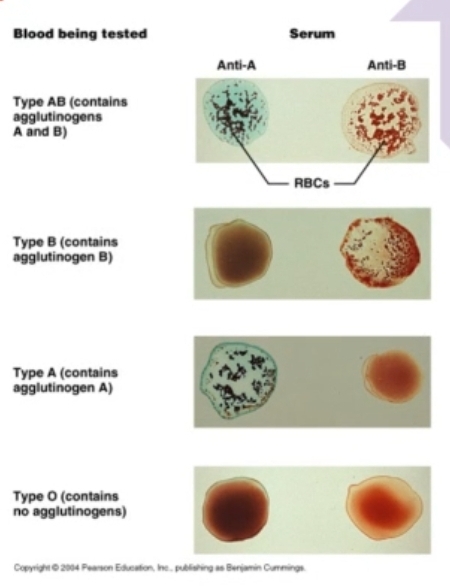 Blood being tested
Serum
Anti-A
Anti-B
Type AB (contains
agglutinogens
A and B)
RBCs
Type B (contains
agglutinogen B)
Type A (contains
agglutinogen A)
Type O (contains
no agglutinogens)
Copyright © 2004 Pearson Education, Inc., publishing as Benjamin Cummings.